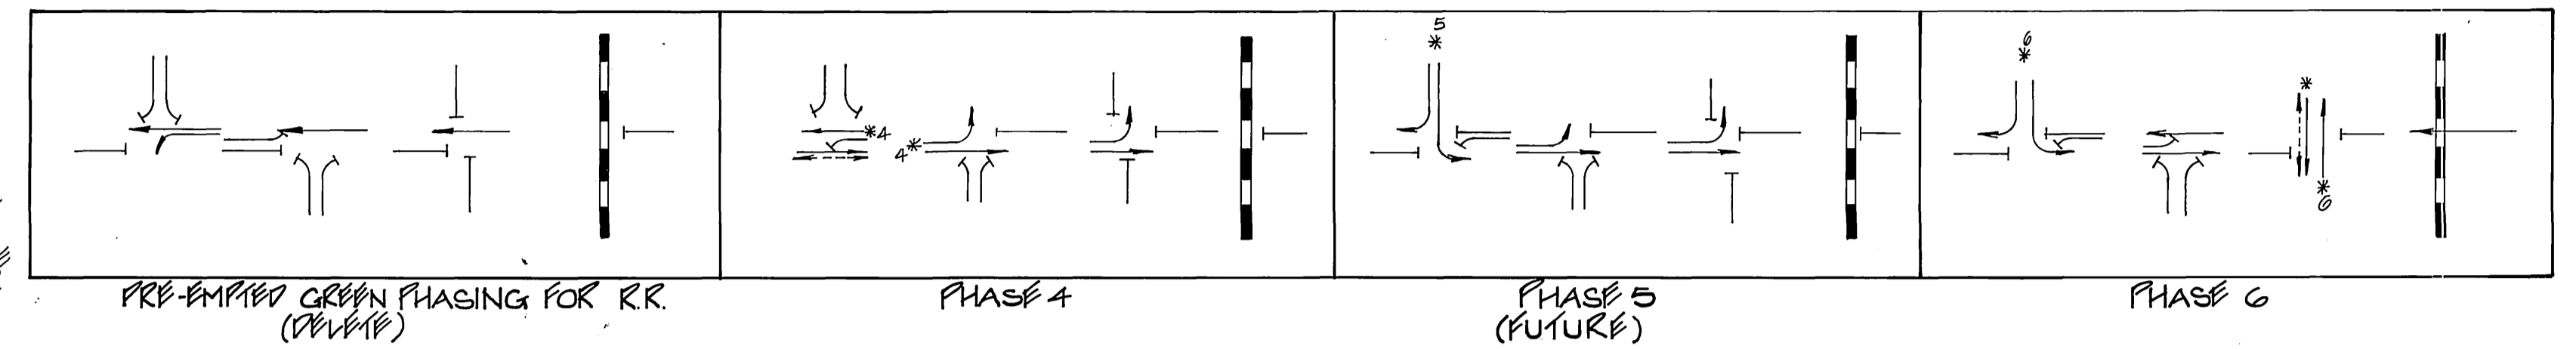 5
*
6
*
*
*4
4*
*
6
PRE-EMPTED GREEN PHASING FOR R.R.
(DELETE)
PHASE 4
PHASE 5
(FUTURE)
PHASE 6